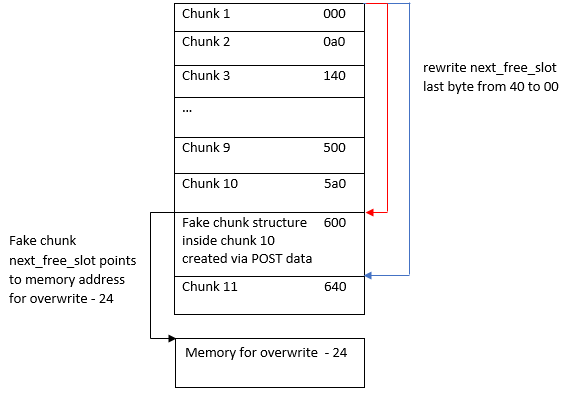 Chunk 1 000
Chunk 2 0a0
Chunk 3 140
...
Chunk 9 500
Chunk 10 5a0
Fake chunk structure 600
inside chunk 10
created via POST data
Chunk 11 640
Memory for overwrite - 24
rewrite next_free_slot
last byte from 40 to 00
Fake chunk
next_free_slot points
to memory address
for overwrite - 24